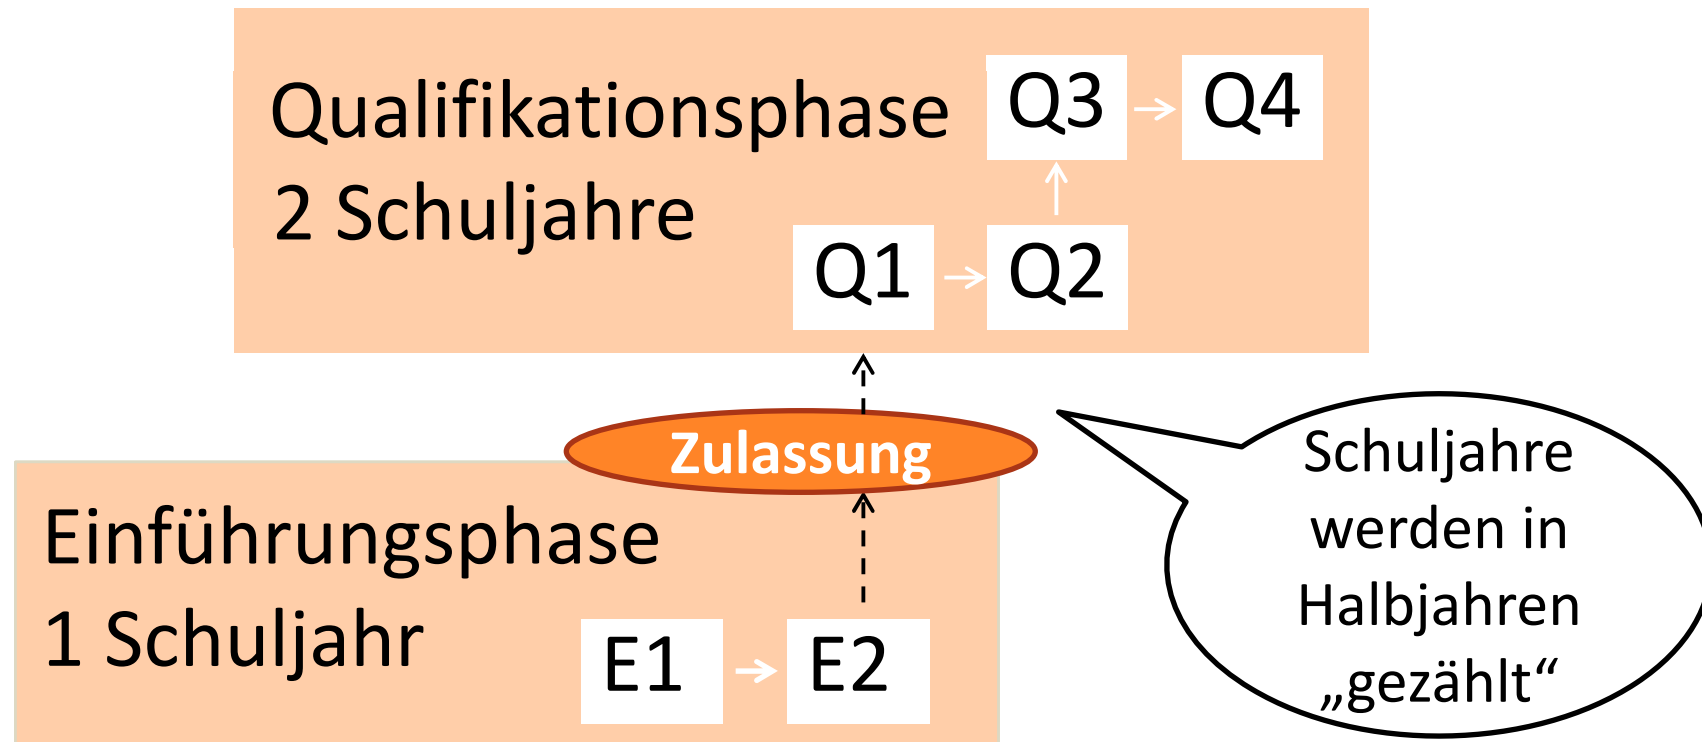 Qualifikationsphase
2 Schuljahre
Q3
Q4
Q1
Q2
Zulassung
Einführungsphase
1 Schuljahr
E1
E2
Schuljahre
werden in
Halbjahren
„gezählt“